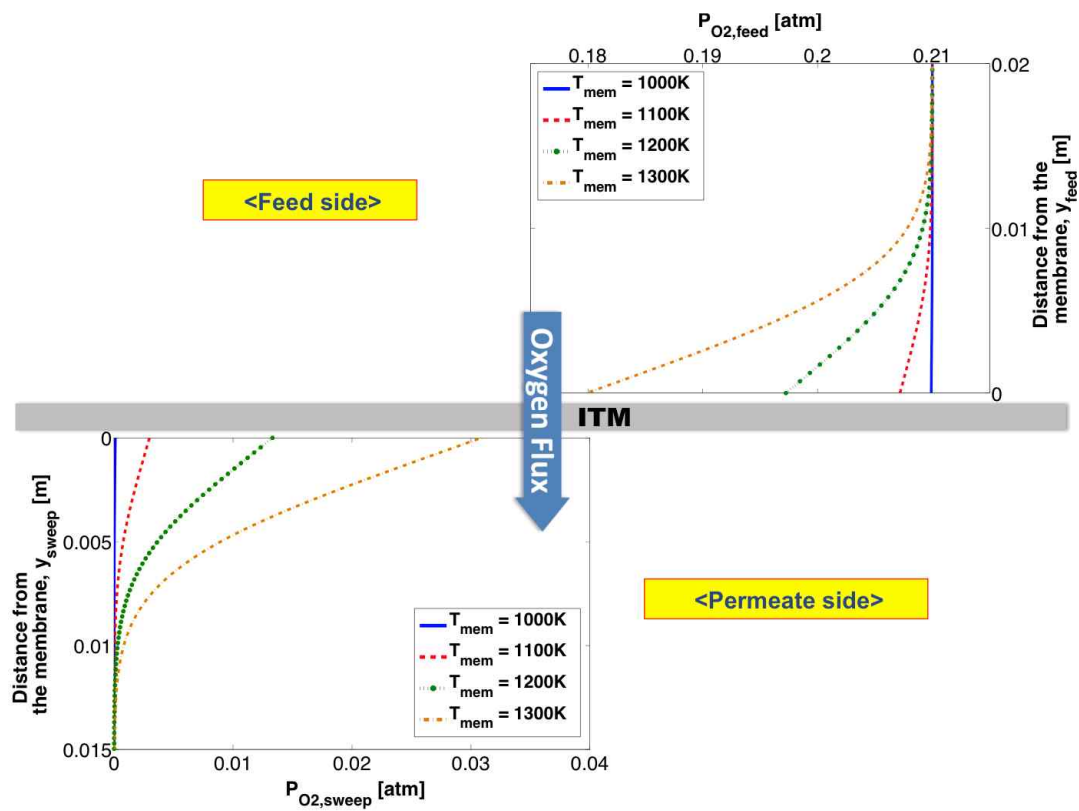 P_O2,feed [atm]
0.18 0.19 0.2 0.21
T_mem = 1000K
T_mem = 1100K
T_mem = 1200K
T_mem = 1300K
0.02
0.01
0
Distance from the
membrane, y_feed [m]
<Feed side>
Oxygen Flux
ITM
0
0.005
0.01
0.015
Distance from
the membrane, y_sweep [m]
T_mem = 1000K
T_mem = 1100K
T_mem = 1200K
T_mem = 1300K
<Permeate side>
0 0.01 0.02 0.03 0.04
P_O2,sweep [atm]